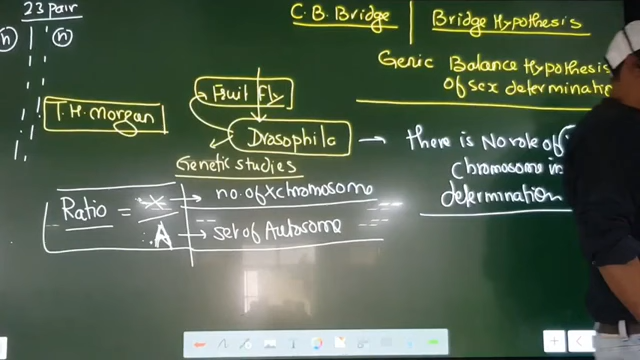 23 pair
n
n
C.B. Bridge
Bridge Hypothesis
Genic Balance Hypothesis
of sex
Fruit fly
T.H. Morgan
Drosophila
there is No role of
chromosome in
determination
Genetic studies
Ratio = X
A
no. of X chromosome
set of Autosome